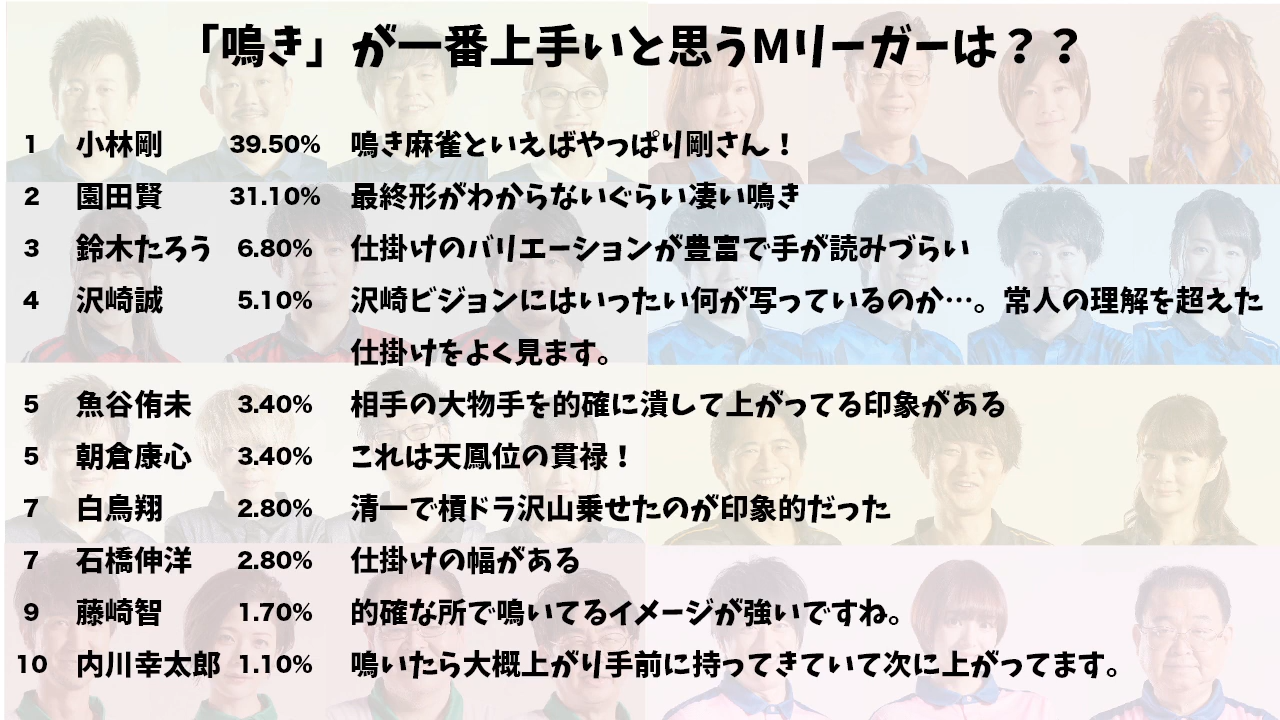 「鳴き」が一番上手いと思うMリーガーは？？
1 小林剛 39.50% 鳴き麻雀といえばやっぱり剛さん！
2 園田賢 31.10% 最終形がわからないぐらい凄い鳴き
3 鈴木たろう 6.80% 仕掛けのバリエーションが豊富で手が読みづらい
4 沢崎誠 5.10% 沢崎ビジョンにはいったい何が写っているのか…。常人の理解を超えた
仕掛けをよく見ます。
5 魚谷侑未 3.40% 相手の大物手を的確に潰して上がってる印象がある
5 朝倉康心 3.40% これは天鳳位の貫禄！
7 白鳥翔 2.80% 清一で槓ドラ沢山乗せたのが印象的だった
7 石橋伸洋 2.80% 仕掛けの幅がある
9 藤崎智 1.70% 的確な所で鳴いてるイメージが強いですね。
10 内川幸太郎 1.10% 鳴いたら大概上がり手前に持ってきていて次に上がってます。